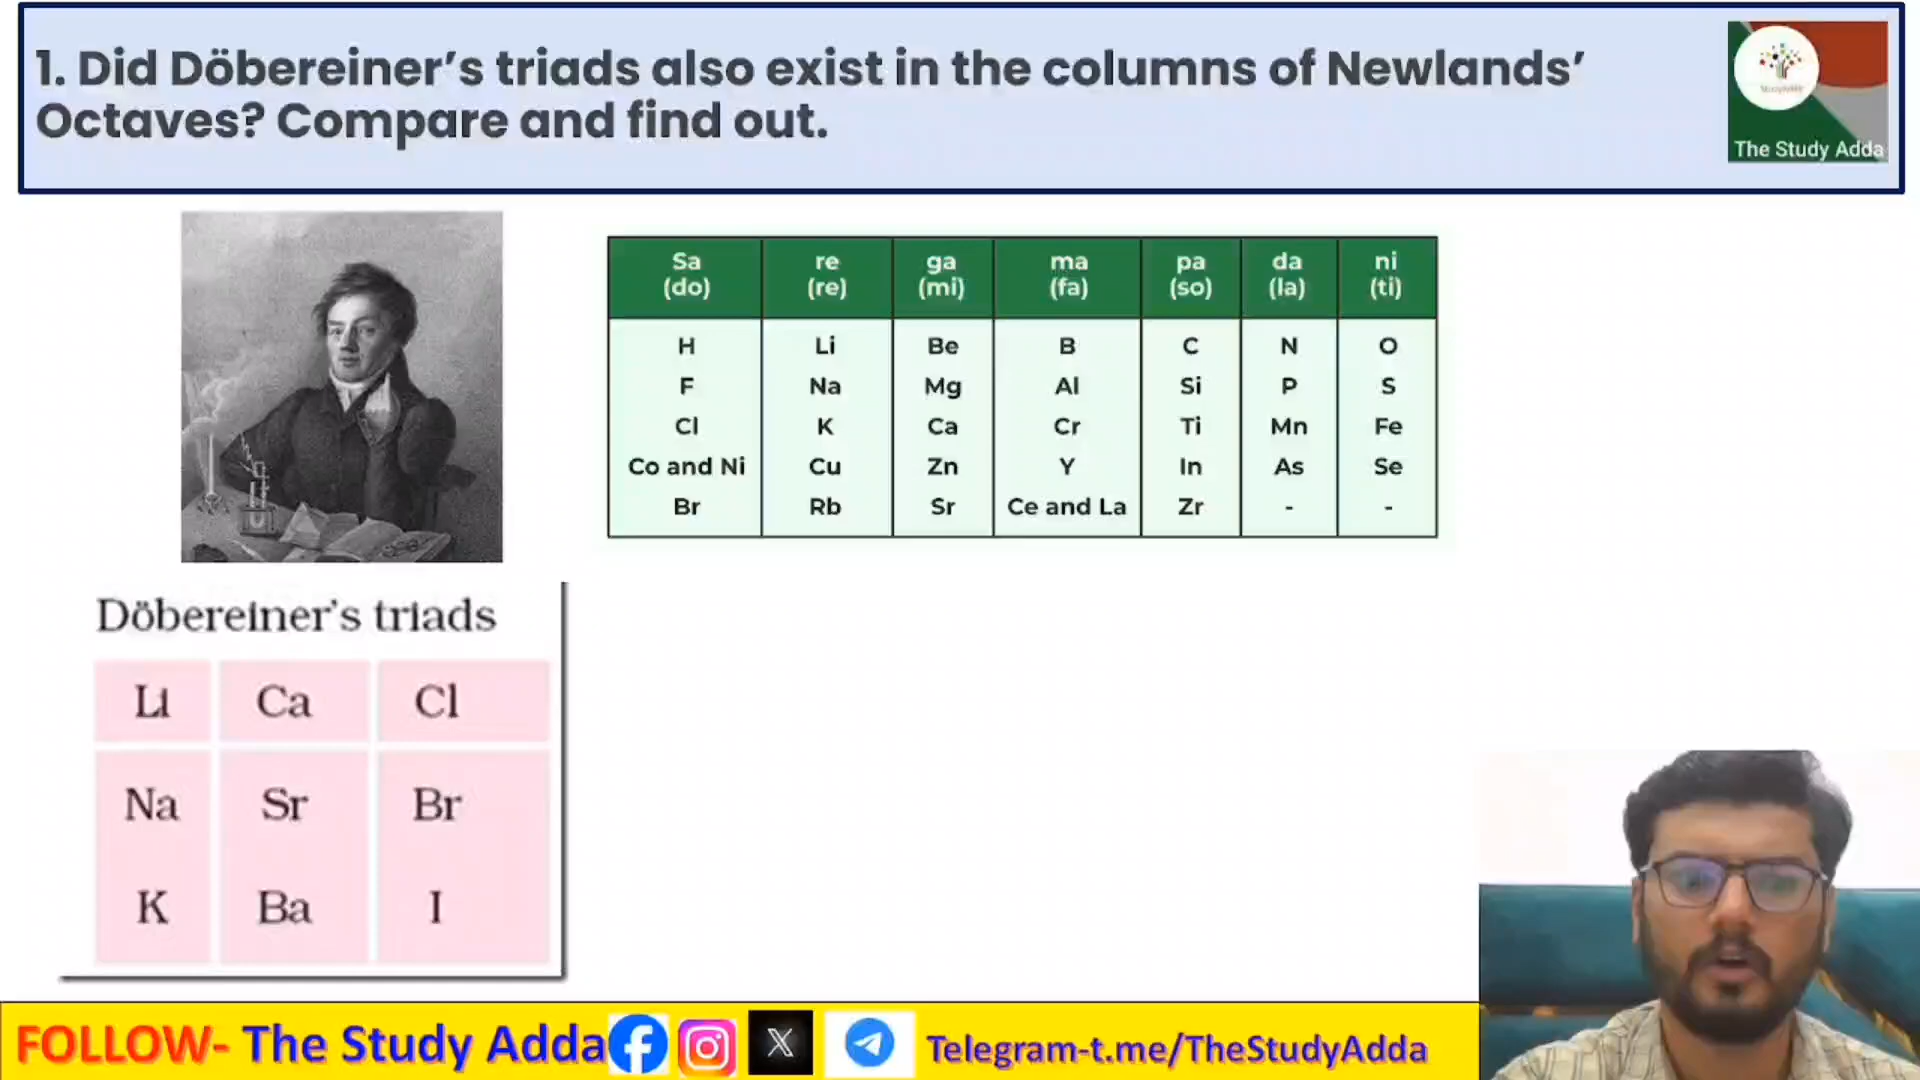 1. Did Döbereiner’s triads also exist in the columns of Newlands’
Octaves? Compare and find out.
The Study Adda
Sa re ga ma pa da ni
(do) (re) (mi) (fa) (so) (la) (ti)
H Li Be B C N O
F Na Mg Al Si P S
Cl K Ca Cr Ti Mn Fe
Co and Ni Cu Zn Y In As Se
Br Rb Sr Ce and La Zr - -
Döbereiner’s triads
Li Ca Cl
Na Sr Br
K Ba I
FOLLOW- The Study Adda Telegram-t.me/TheStudyAdda